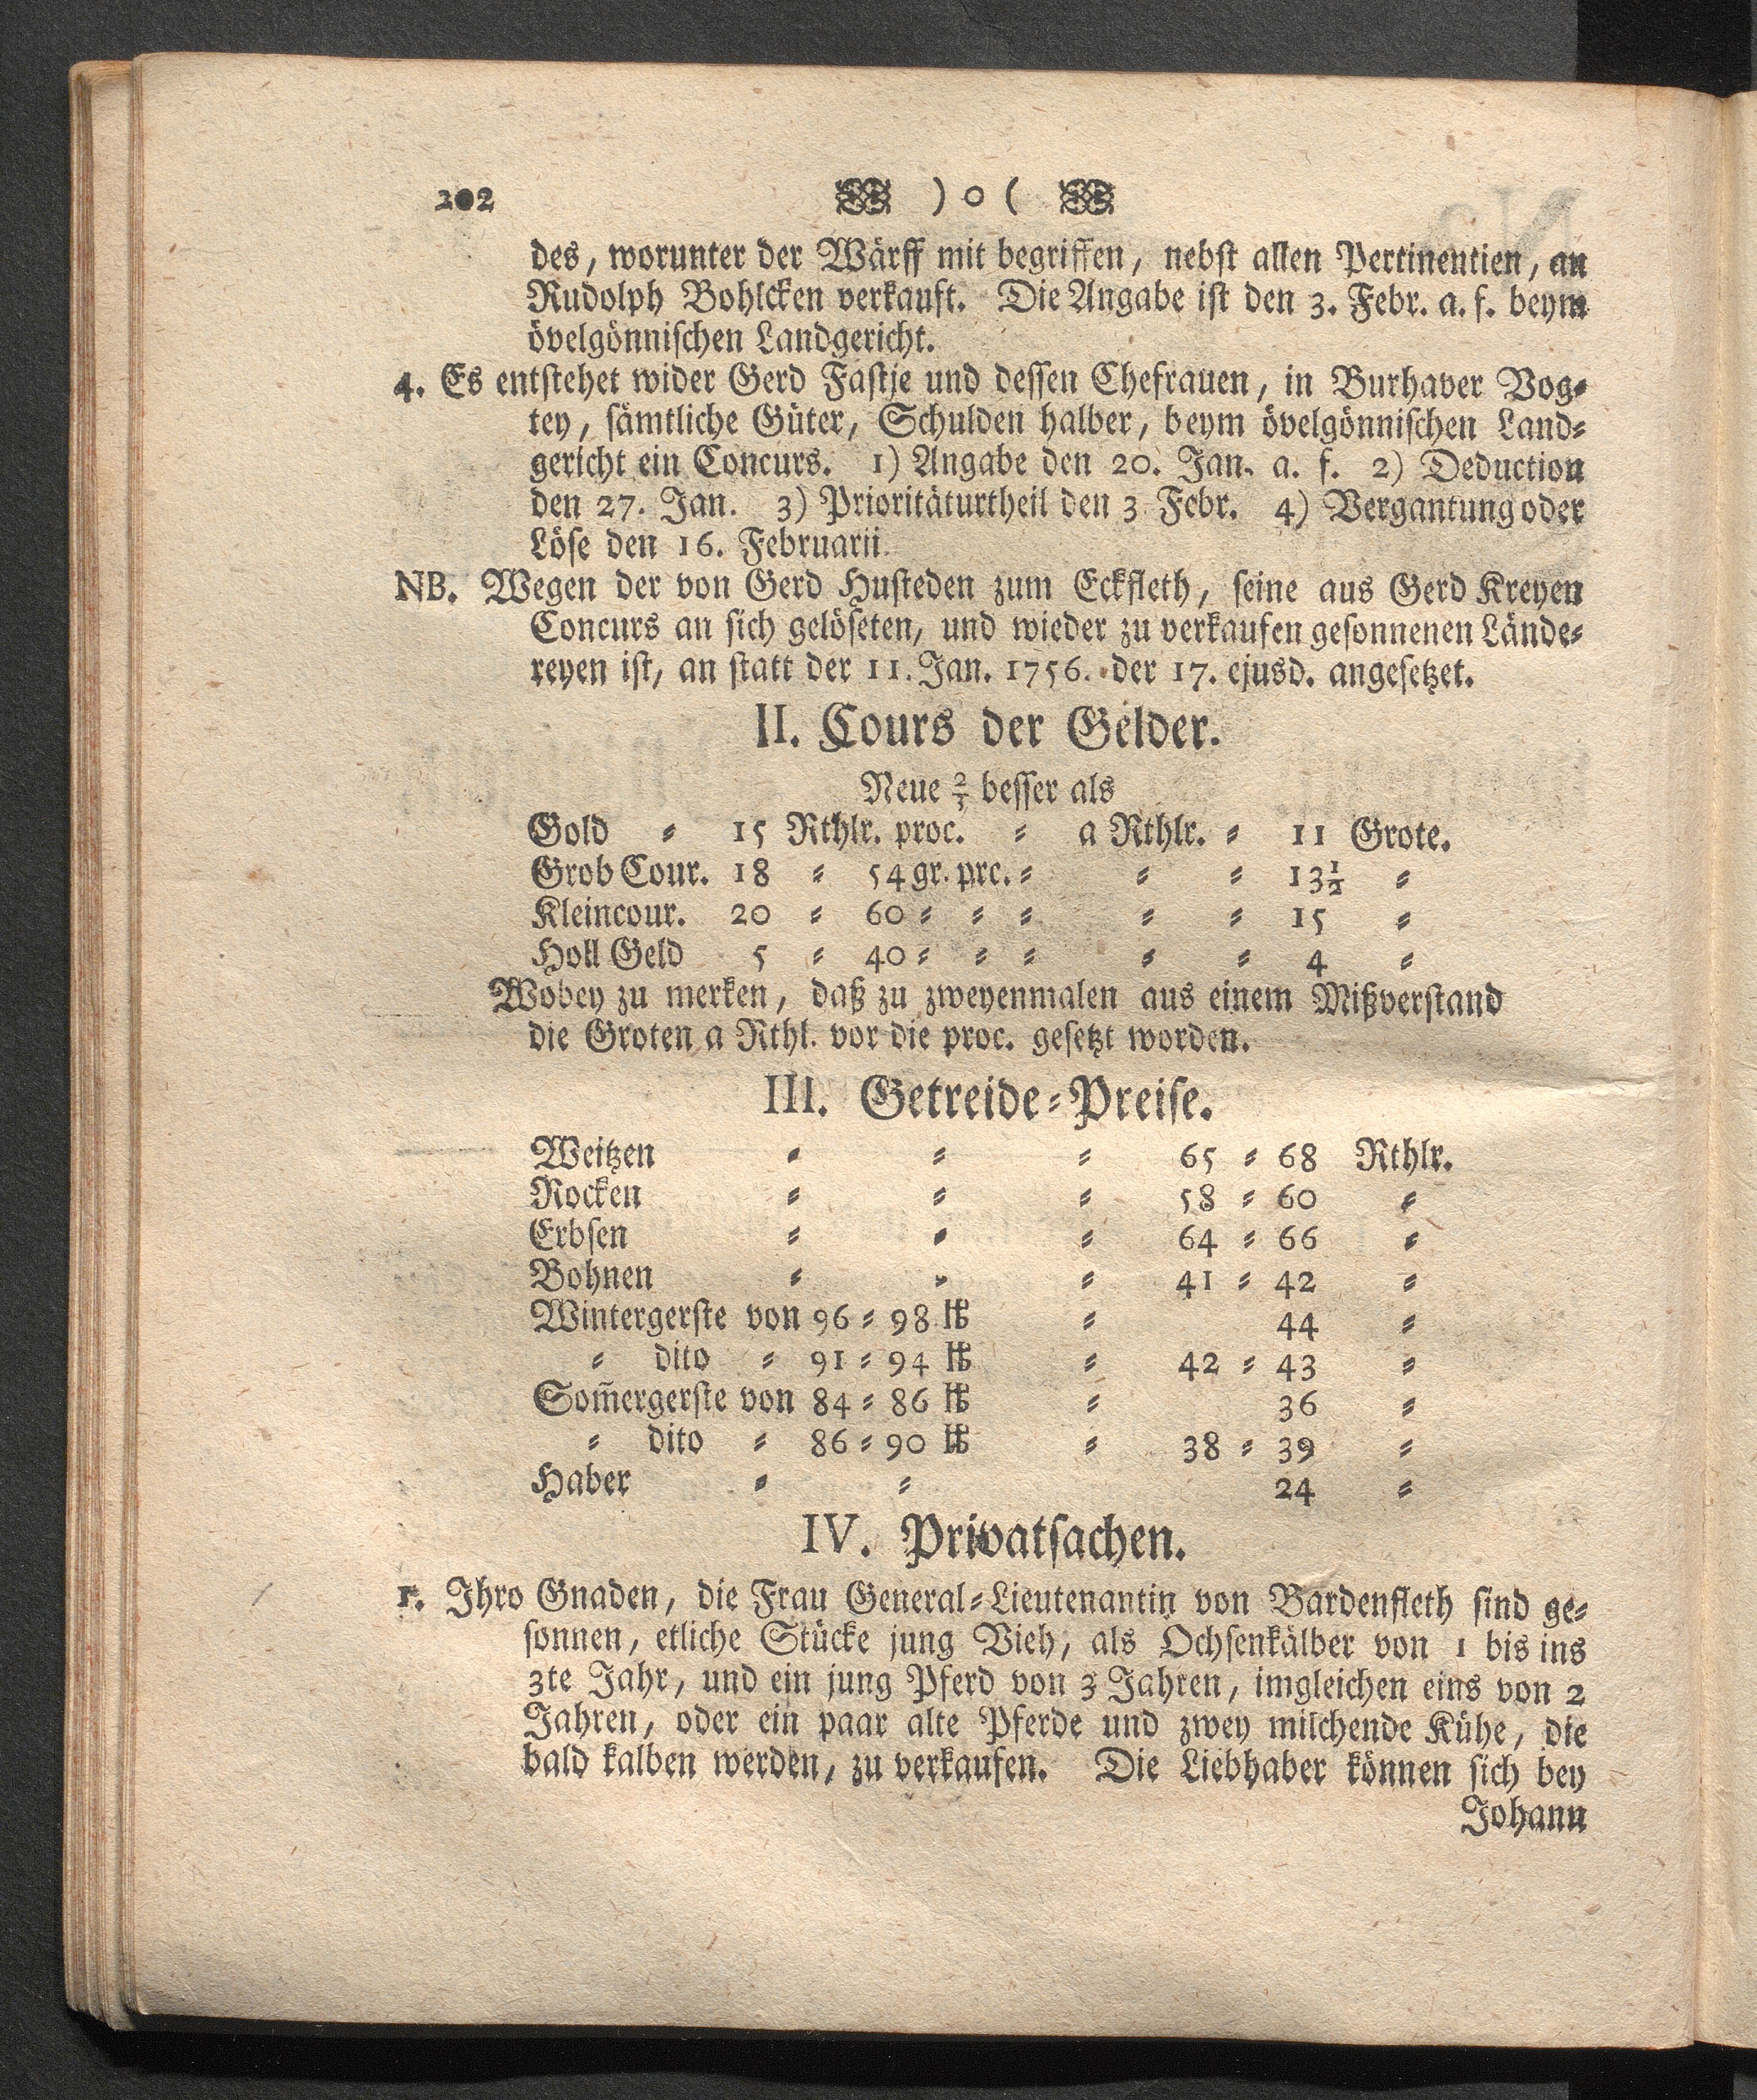 202 ) o (
des, worunter der Wärff mit begriffen, nebst allen Pertinentien, an
Rudolph Bohlcken verkauft. Die Angabe ist den 3. Febr. a. f. beym
övelgönnischen Landgericht.
4. Es entstehet wider Gerd Fastje und dessen Ehefrauen, in Burhaver Vog=
tey, sämtliche Güter, Schulden halber, beym övelgönnischen Land=
gericht ein Concurs. 1) Angabe den 20. Jan. a. f. 2) Deduction
den 27. Jan. 3) Prioritäturtheil den 3 Febr. 4) Vergantung oder
Löse den 16. Februarii.
NB. Wegen der von Gerd Husteden zum Eckfleth, seine aus Gerd Kreyen
Concurs an sich gelöseten, und wieder zu verkaufen gesonnenen Lände=
reyen ist, an statt der 11. Jan. 1756. der 17. ejusd. angesetzet.
II. Cours der Gelder.
Neue 2/3 besser als
Gold = 15 Rthlr. proc. = a Rthlr. = 11 Grote.
Grob Cour. 18 = 54 gr. prc. = = = 13 1/2 =
Kleincour. 20 = 60 = = = = = 15 =
Holl Geld 5 = 40 = = = = = 4 =
Wobey zu merken, daß zu zweyenmalen aus einem Mißverstand
die Groten a Rthl. vor die proc. gesetzt worden.
III. Getreide=Preise.
Weitzen = = = 65 = 68 Rthlr.
Rocken = = = 58 = 60 =
Erbsen = = = 64 = 66 =
Bohnen = = = 41 = 42 =
Wintergerste von 96 = 98 ℔ = 44 =
= dito = 91 = 94 ℔ = 42 = 43 =
Som̄ergerste von 84 = 86 ℔ = 36 =
= dito = 86 = 90 ℔ = 38 = 39 =
Haber = = 24 =
IV. Privatsachen.
1. Ihro Gnaden, die Frau General=Lieutenantin von Bardenfleth sind ge=
sonnen, etliche Stücke jung Vieh, als Ochsenkälber von 1 bis ins
3te Jahr, und ein jung Pferd von 3 Jahren, imgleichen eins von 2
Jahren, oder ein paar alte Pferde und zwey milchende Kühe, die
bald kalben werden, zu verkaufen. Die Liebhaber können sich bey
Johann